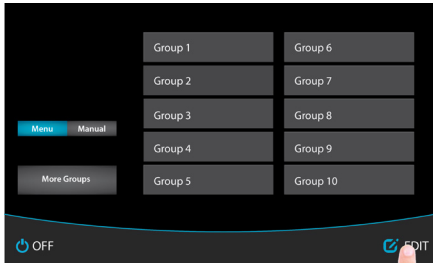 Group 1
Group 6
Group 2
Group 7
Group 3
Group 8
Menu
Manual
Group 4
Group 9
More Groups
Group 5
Group 10
OFF
EDIT